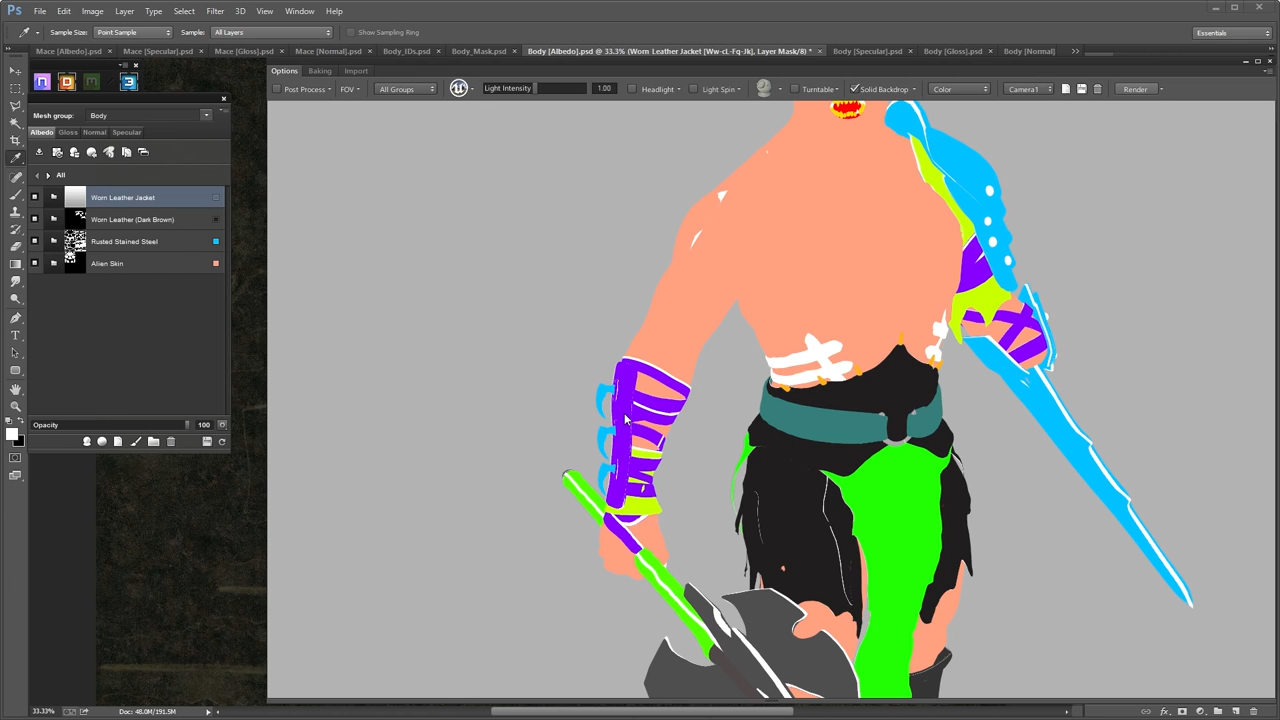 Ps File Edit Image Layer Type Select Filter 3D View Window Help
Sample Size: Point Sample Sample: All Layers Show Sampling Ring Essentials
Mace [Albedo].psd × Mace [Specular].psd × Mace [Gloss].psd × Mace [Normal].psd × Body_IDs.psd × Body_Mask.psd × Body [Albedo].psd @ 33.3% (Worn Leather Jacket [Ww-cL-Fq-Jk], Layer Mask/8) * × Body [Specular].psd × Body [Gloss].psd × Body [Normal] >>
Options Baking Import
Post Process FOV All Groups Light Intensity 1.00 Headlight Light Spin Turntable Solid Backdrop Color Camera1 Render
n D m 3
Mesh group: Body
Albedo Gloss Normal Specular
All
Worn Leather Jacket
Worn Leather (Dark Brown)
Rusted Stained Steel
Alien Skin
Opacity 100
33.33% Doc: 48.0M/191.5M